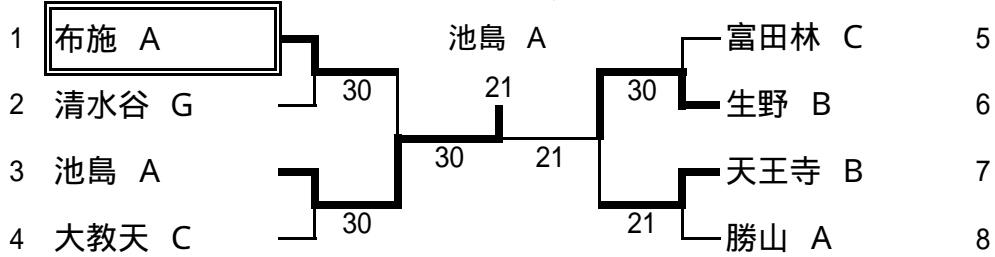 1 布施 A 池島 A 富田林 C 5
30 21 30
2 清水谷 G 生野 B 6
30 21
3 池島 A 天王寺 B 7
30 21
4 大教天 C 勝山 A 8